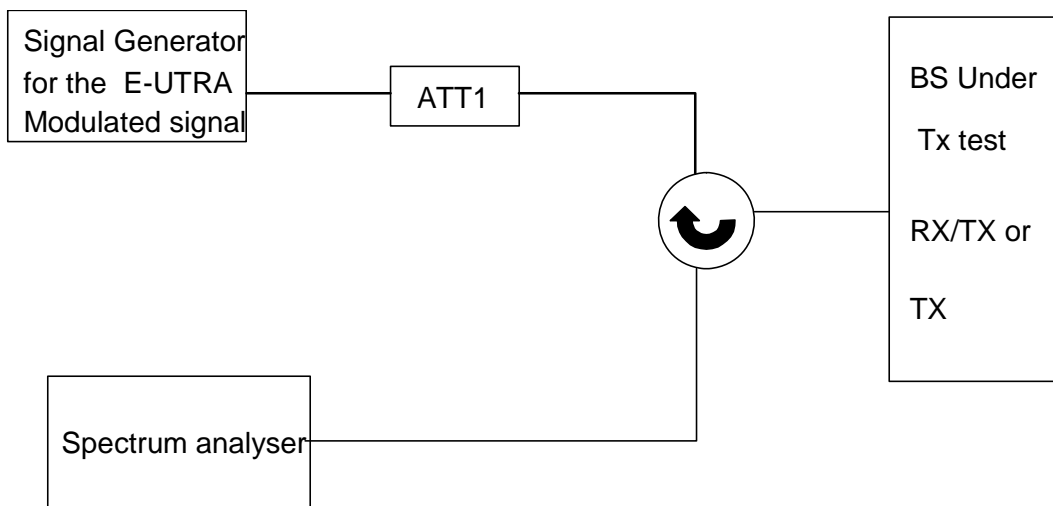 Signal Generator
for the E-UTRA
Modulated signal
ATT1
BS Under
Tx test
RX/TX or
TX
Spectrum analyser